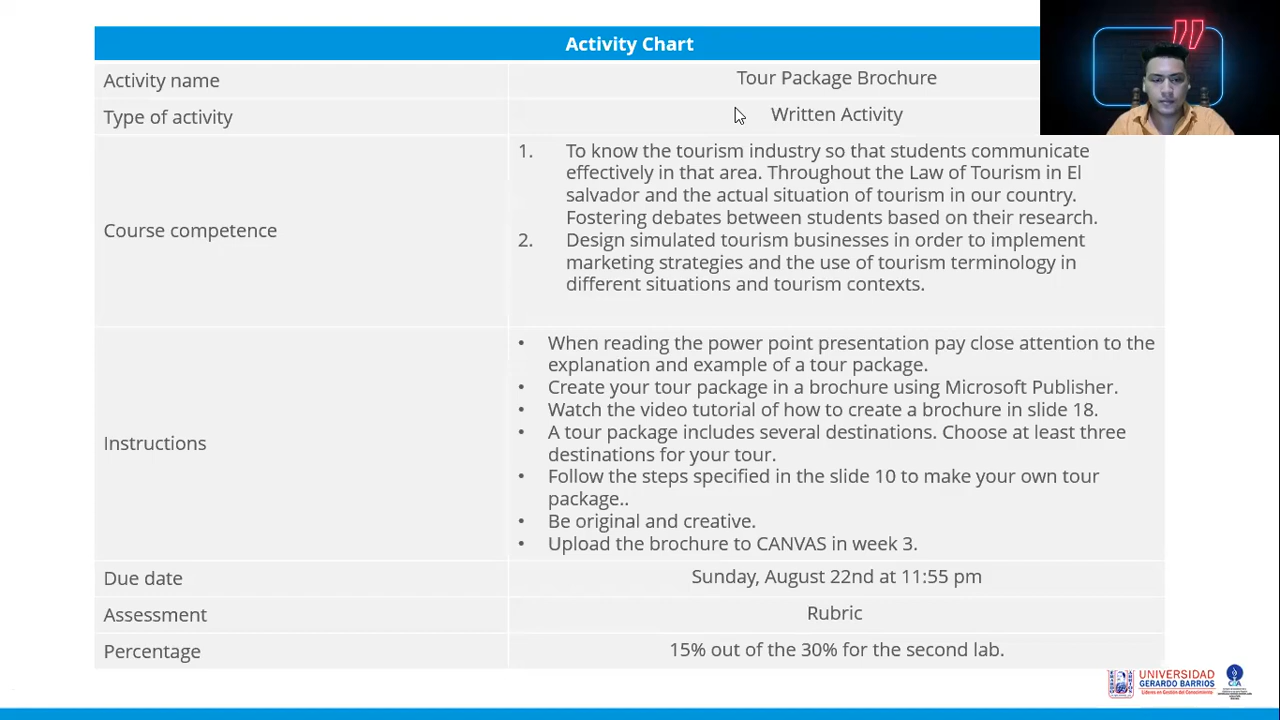 Activity Chart
Activity name
Tour Package Brochure
Type of activity
Written Activity
Course competence
1. To know the tourism industry so that students communicate
effectively in that area. Throughout the Law of Tourism in El
salvador and the actual situation of tourism in our country.
Fostering debates between students based on their research.
2. Design simulated tourism businesses in order to implement
marketing strategies and the use of tourism terminology in
different situations and tourism contexts.
Instructions
• When reading the power point presentation pay close attention to the
explanation and example of a tour package.
• Create your tour package in a brochure using Microsoft Publisher.
• Watch the video tutorial of how to create a brochure in slide 18.
• A tour package includes several destinations. Choose at least three
destinations for your tour.
• Follow the steps specified in the slide 10 to make your own tour
package..
• Be original and creative.
• Upload the brochure to CANVAS in week 3.
Due date
Sunday, August 22nd at 11:55 pm
Assessment
Rubric
Percentage
15% out of the 30% for the second lab.
UNIVERSIDAD
GERARDO BARRIOS